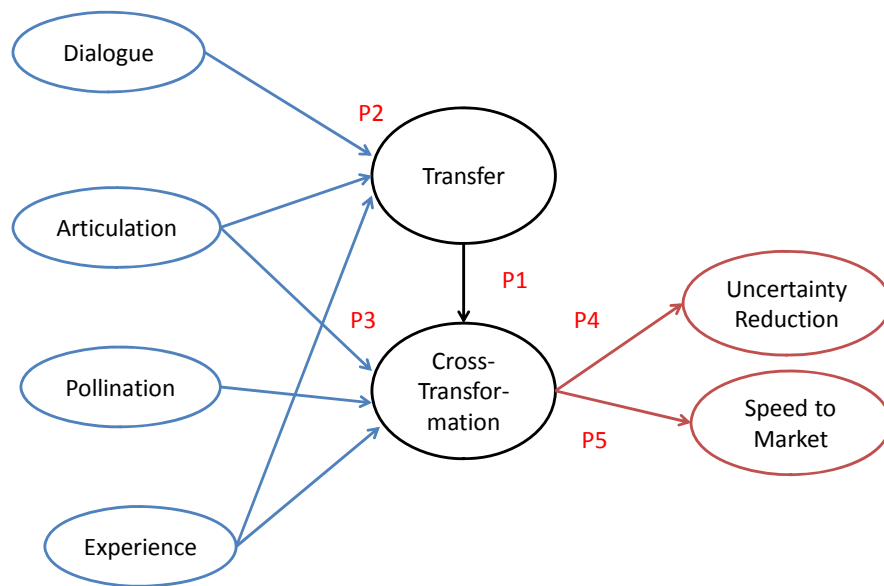 Dialogue
P2
Transfer
Articulation
P1
Uncertainty
Reduction
P3
P4
Cross-
Transfor-
mation
Pollination
Speed to
Market
P5
Experience